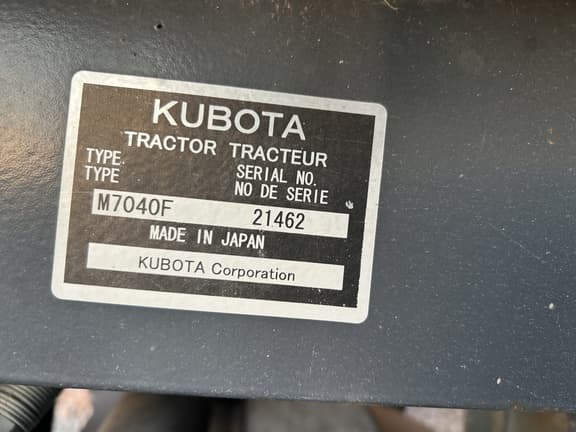 KUBOTA
TRACTOR TRACTEUR
TYPE.
TYPE
SERIAL NO.
NO DE SERIE
M7040F 21462
MADE IN JAPAN
KUBOTA Corporation